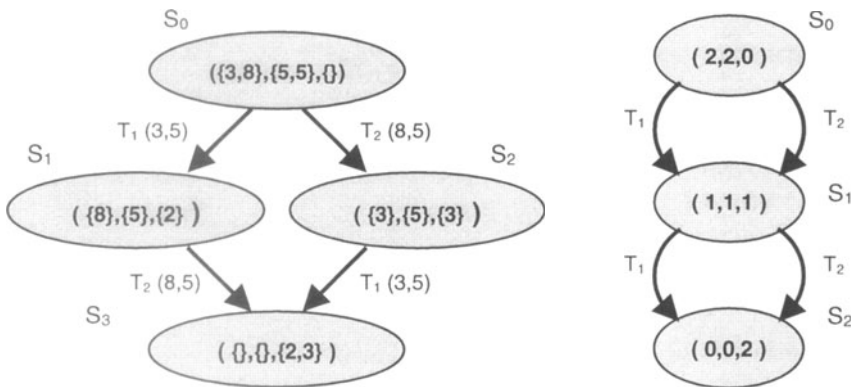 S0
({3,8},{5,5},{})
T1 (3,5)
T2 (8,5)
S1
S2
( {8},{5},{2} )
( {3},{5},{3} )
T2 (8,5)
T1 (3,5)
S3
( {},{},{2,3} )
S0
( 2,2,0 )
T1
T2
S1
( 1,1,1 )
T1
T2
S2
( 0,0,2 )